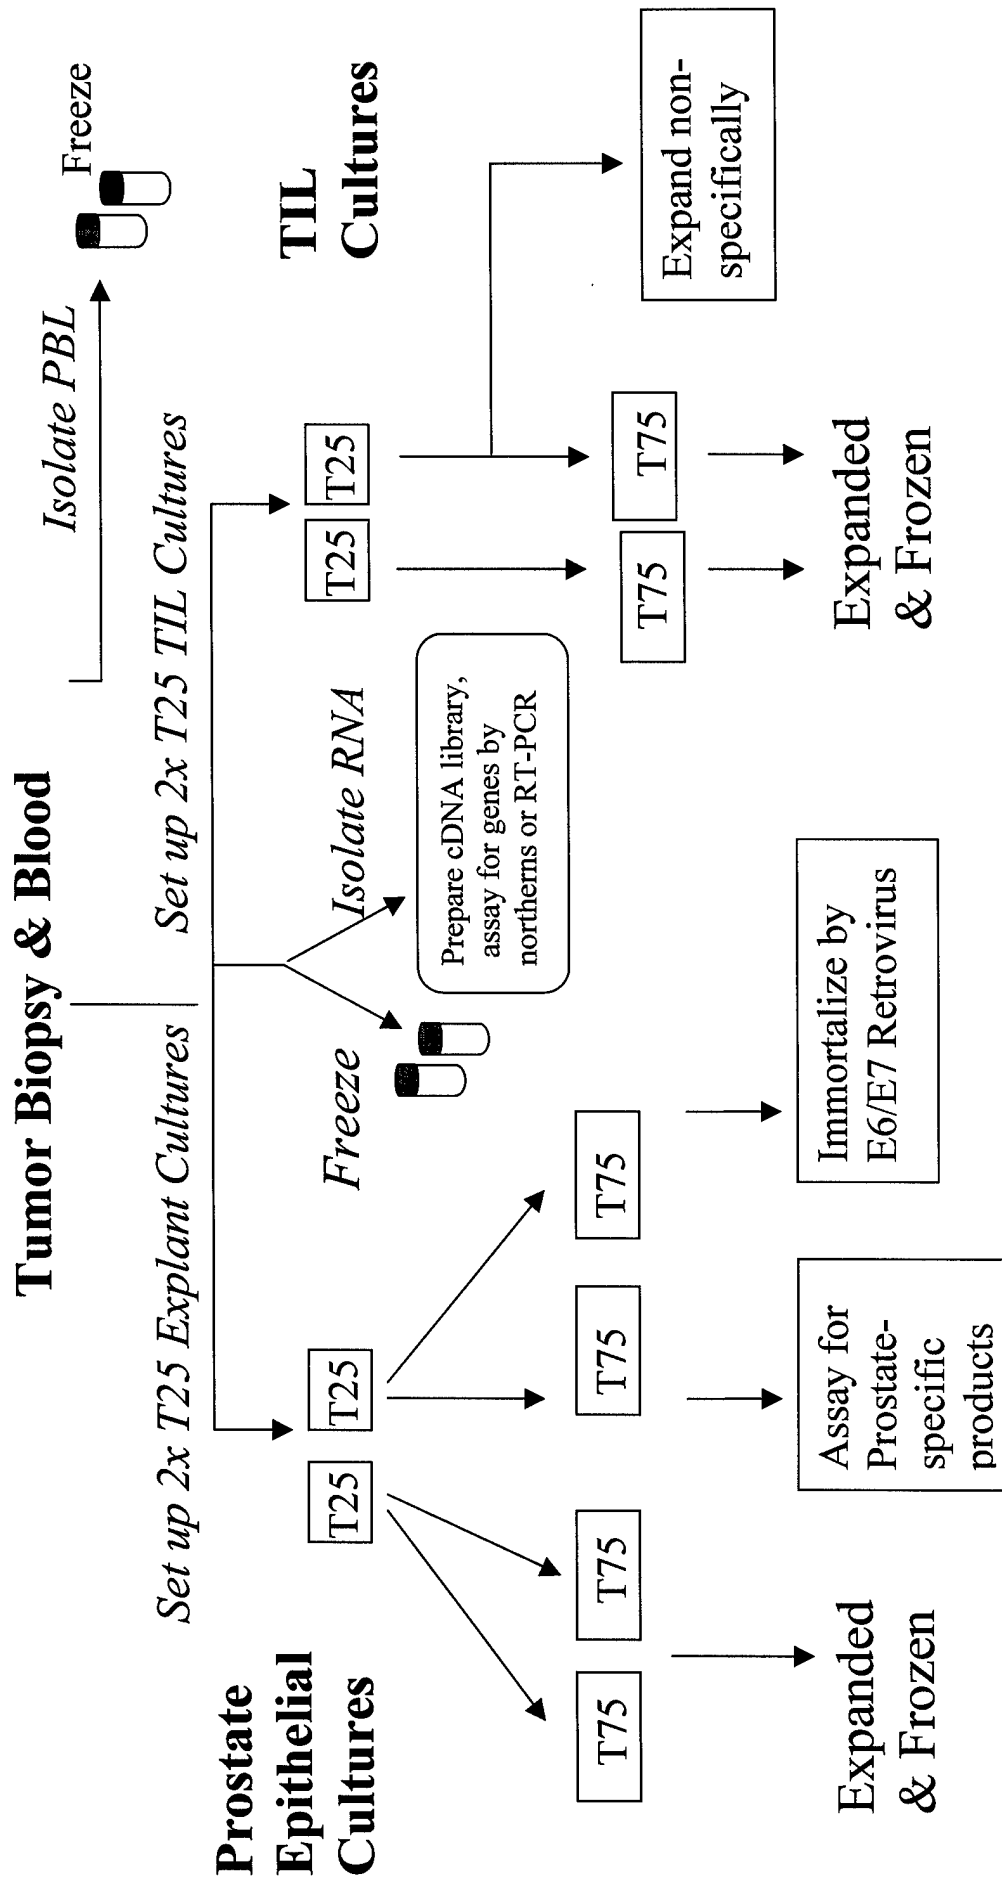 Tumor Biopsy & Blood
Isolate PBL
Freeze
Set up 2x T25 Explant Cultures
Set up 2x T25 TIL Cultures
Prostate
Epithelial
Cultures
T25
T25
Freeze
Isolate RNA
Prepare cDNA library,
assay for genes by
northerns or RT-PCR
T25
T25
TIL
Cultures
T75
T75
T75
T75
T75
T75
Expand non-
specifically
Expanded
& Frozen
Assay for
Prostate-
specific
products
Immortalize by
E6/E7 Retrovirus
Expanded
& Frozen